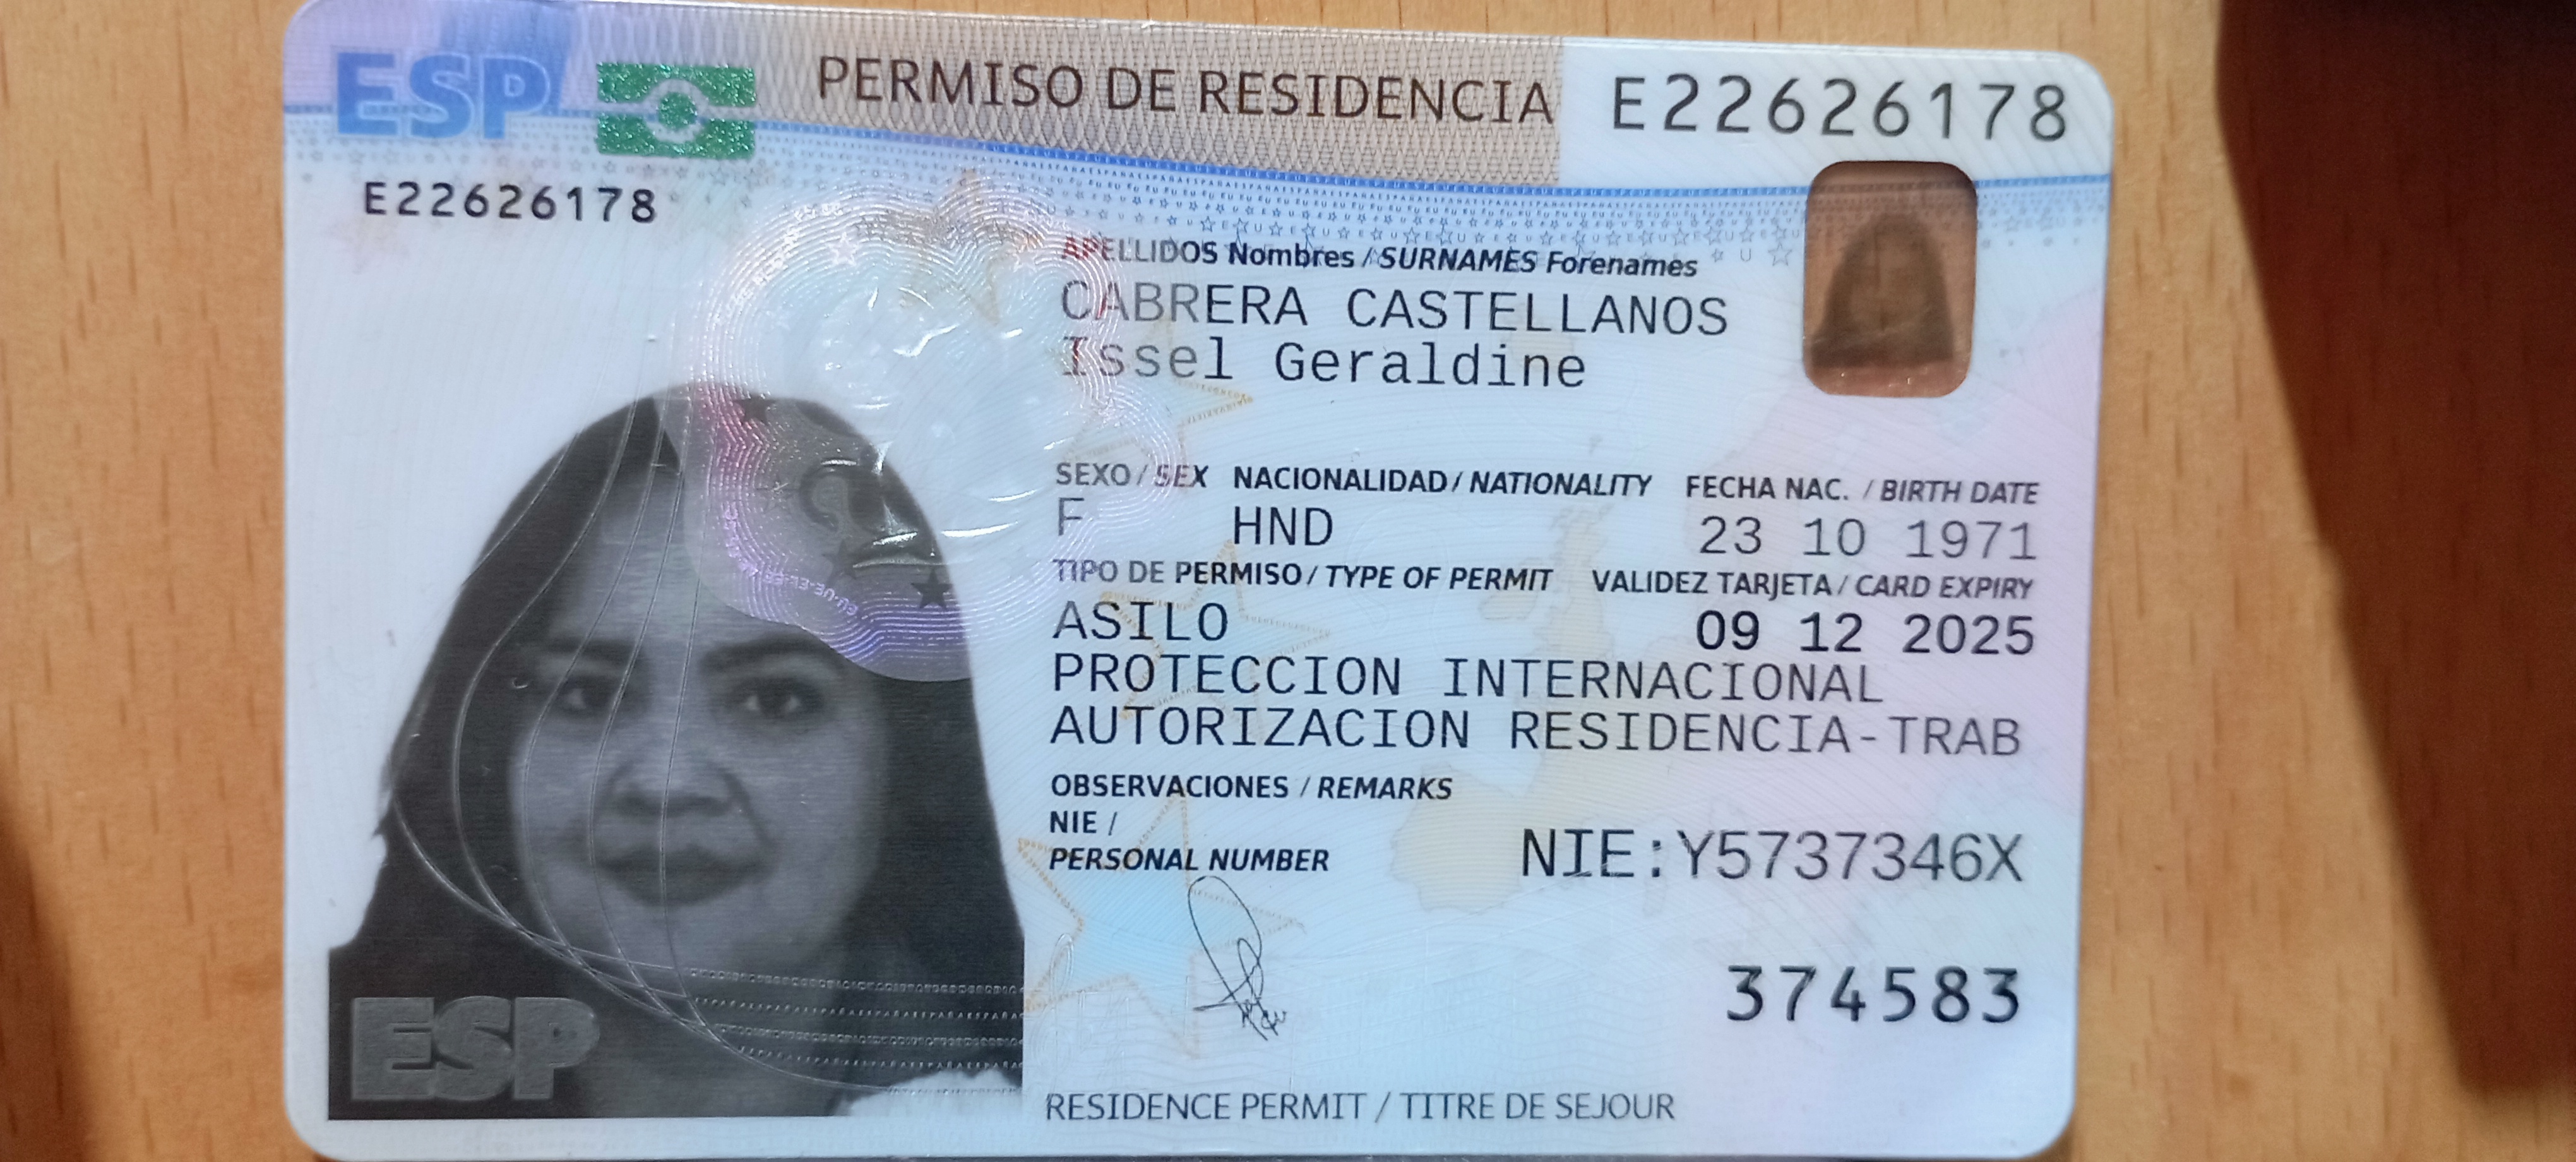 ESP
PERMISO DE RESIDENCIA
E22626178
E22626178
APELLIDOS Nombres / SURNAMES Forenames
CABRERA CASTELLANOS
Issel Geraldine
SEXO / SEX NACIONALIDAD / NATIONALITY FECHA NAC. / BIRTH DATE
F HND 23 10 1971
TIPO DE PERMISO / TYPE OF PERMIT VALIDEZ TARJETA / CARD EXPIRY
ASILO 09 12 2025
PROTECCION INTERNACIONAL
AUTORIZACION RESIDENCIA-TRAB
OBSERVACIONES / REMARKS
NIE /
PERSONAL NUMBER NIE:Y5737346X
374583
ESP
RESIDENCE PERMIT / TITRE DE SEJOUR